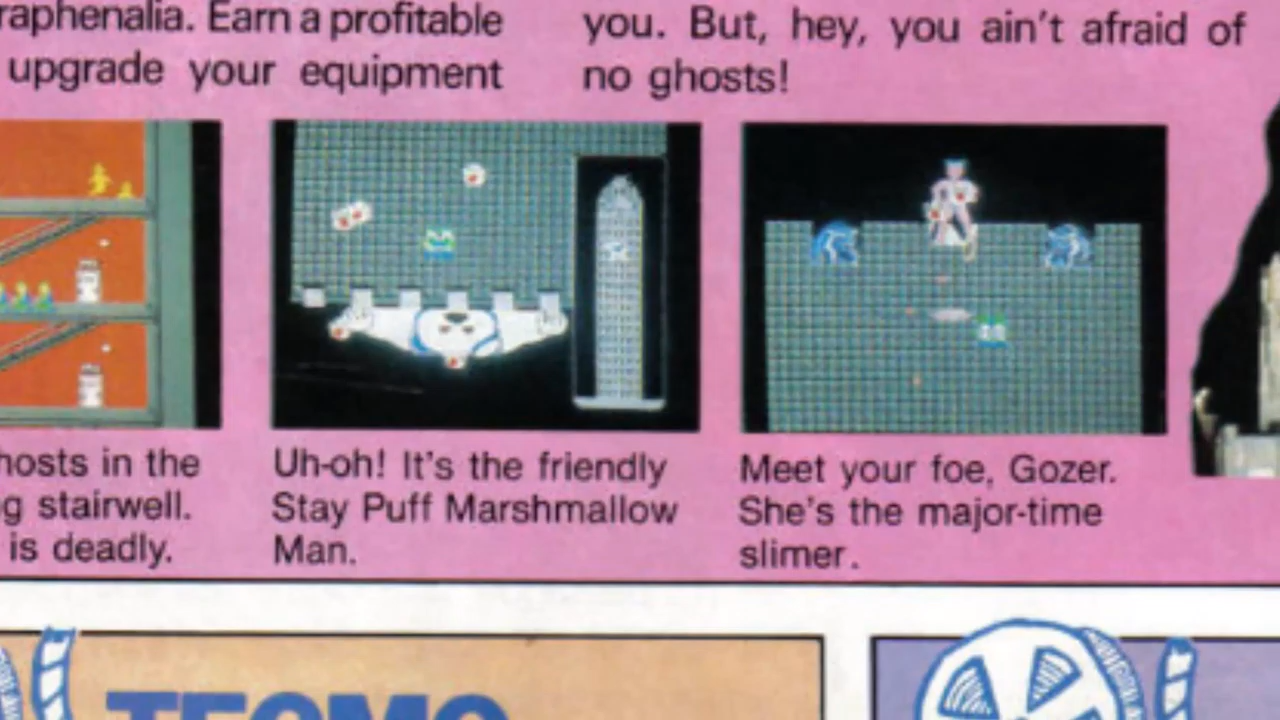 raphenalia. Earn a profitable
upgrade your equipment
you. But, hey, you ain't afraid of
no ghosts!
hosts in the
g stairwell.
is deadly.
Uh-oh! It's the friendly
Stay Puff Marshmallow
Man.
Meet your foe, Gozer.
She's the major-time
slimer.
TECMO